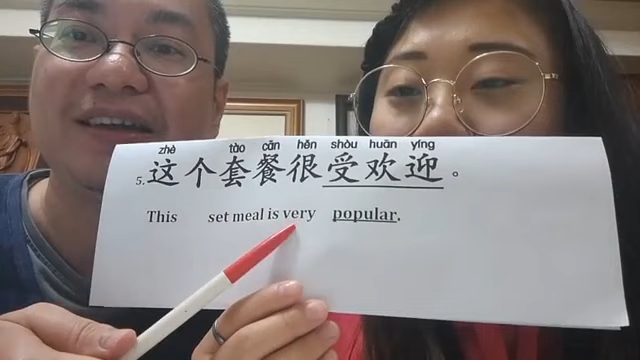 zhè tào cān hěn shòu huān yíng
5. 这个套餐很受欢迎。
This set meal is very popular.